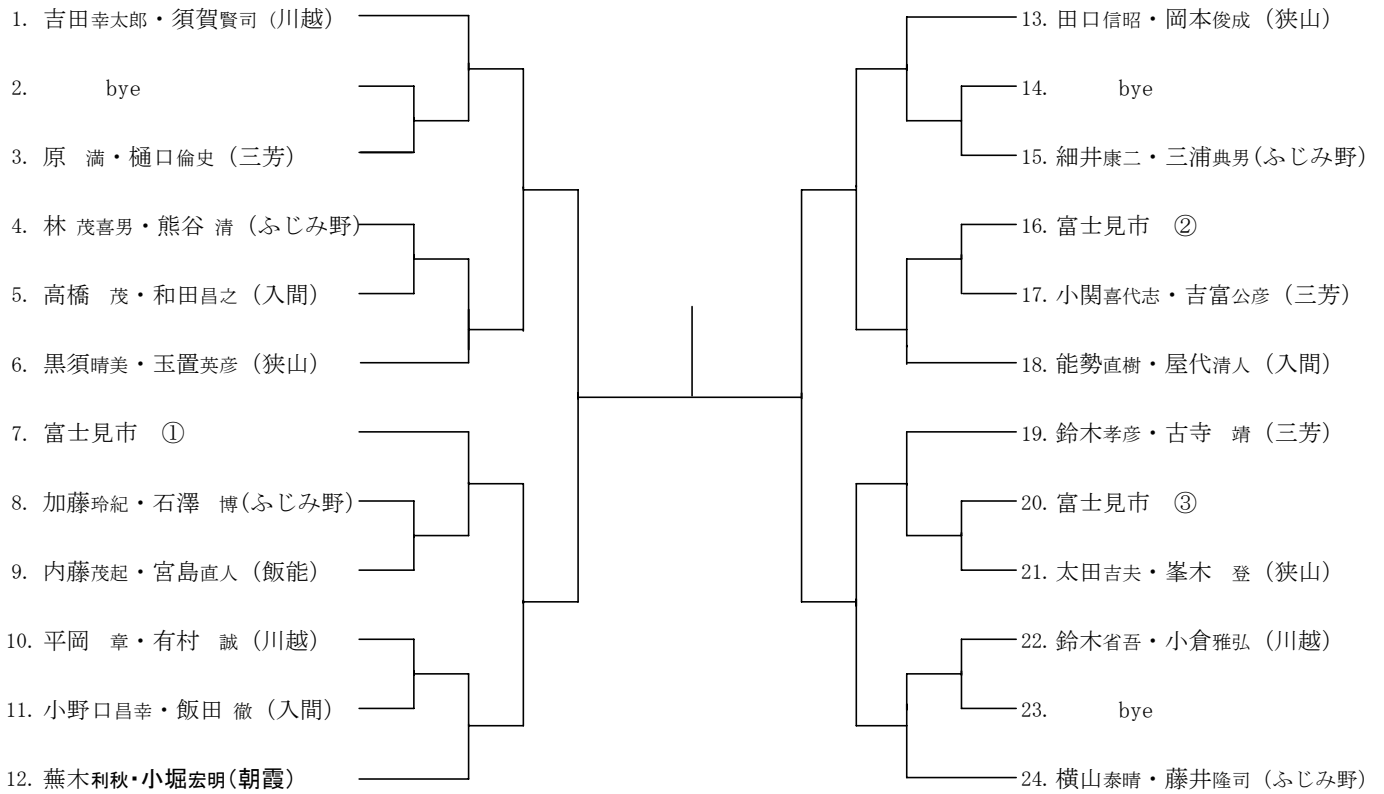 1. 吉田幸太郎・須賀賢司 (川越)
2. bye
3. 原 満・樋口倫史 (三芳)
4. 林 茂喜男・熊谷 清 (ふじみ野)
5. 高橋 茂・和田昌之 (入間)
6. 黒須晴美・玉置英彦 (狭山)
7. 富士見市 ①
8. 加藤玲紀・石澤 博(ふじみ野)
9. 内藤茂起・宮島直人 (飯能)
10. 平岡 章・有村 誠 (川越)
11. 小野口昌幸・飯田 徹 (入間)
12. 蕪木利秋・小堀宏明(朝霞)
13. 田口信昭・岡本俊成 (狭山)
14. bye
15. 細井康二・三浦典男(ふじみ野)
16. 富士見市 ②
17. 小関喜代志・吉富公彦 (三芳)
18. 能勢直樹・屋代清人 (入間)
19. 鈴木孝彦・古寺 靖 (三芳)
20. 富士見市 ③
21. 太田吉夫・峯木 登 (狭山)
22. 鈴木省吾・小倉雅弘 (川越)
23. bye
24. 横山泰晴・藤井隆司 (ふじみ野)